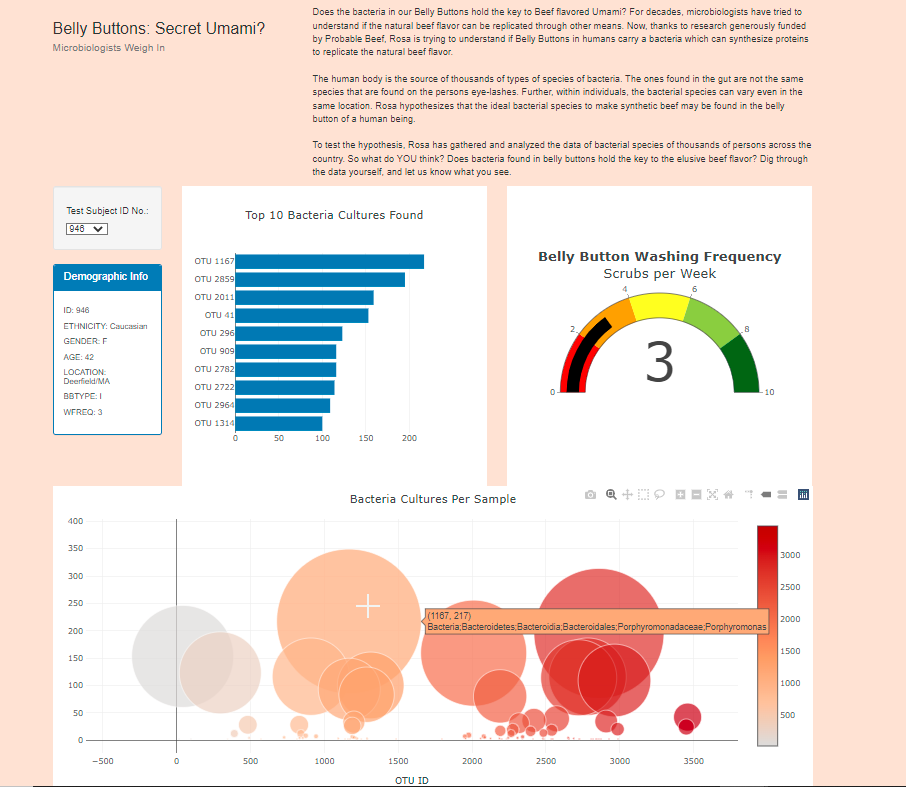 Belly Buttons: Secret Umami?
Microbiologists Weigh In
Does the bacteria in our Belly Buttons hold the key to Beef flavored Umami? For decades, microbiologists have tried to
understand if the natural beef flavor can be replicated through other means. Now, thanks to research generously funded
by Probable Beef, Rosa is trying to understand if Belly Buttons in humans carry a bacteria which can synthesize proteins
to replicate the natural beef flavor.
The human body is the source of thousands of types of species of bacteria. The ones found in the gut are not the same
species that are found on the persons eye-lashes. Further, within individuals, the bacterial species can vary even in the
same location. Rosa hypothesizes that the ideal bacterial species to make synthetic beef may be found in the belly
button of a human being.
To test the hypothesis, Rosa has gathered and analyzed the data of bacterial species of thousands of persons across the
country. So what do YOU think? Does bacteria found in belly buttons hold the key to the elusive beef flavor? Dig through
the data yourself, and let us know what you see.
Test Subject ID No.:
946
Demographic Info
ID: 946
ETHNICITY: Caucasian
GENDER: F
AGE: 42
LOCATION:
Deerfield/MA
BBTYPE: I
WFREQ: 3
Top 10 Bacteria Cultures Found
OTU 1167
OTU 2859
OTU 2011
OTU 41
OTU 296
OTU 909
OTU 2782
OTU 2722
OTU 2964
OTU 1314
0 50 100 150 200
Belly Button Washing Frequency
Scrubs per Week
0 2 4 6 8 10
3
Bacteria Cultures Per Sample
400
350
300
250
200
150
100
50
0
−500 0 500 1000 1500 2000 2500 3000 3500
OTU ID
(1167, 217)
Bacteria;Bacteroidetes;Bacteroidia;Bacteroidales;Porphyromonadaceae;Porphyromonas
3000
2500
2000
1500
1000
500